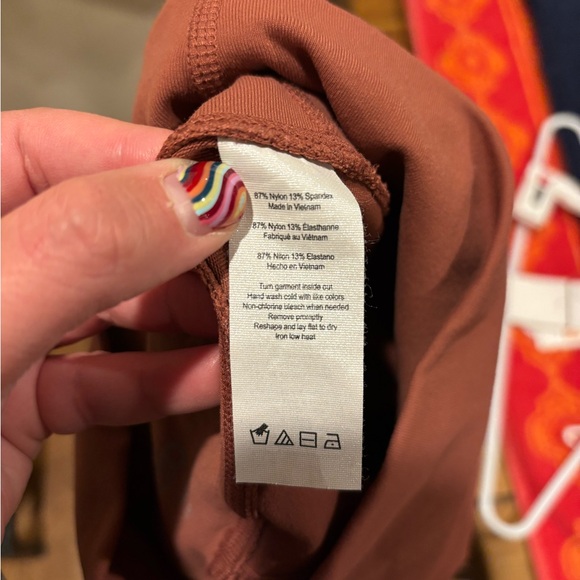 87% Nylon 13% Spandex
Made in Vietnam
87% Nylon 13% Élasthanne
Fabriqué au Viêtnam
87% Nilon 13% Elastano
Hecho en Vietnam
Turn garment inside out
Hand wash cold with like colors
Non-chlorine bleach when needed
Remove promptly
Reshape and lay flat to dry
Iron low heat